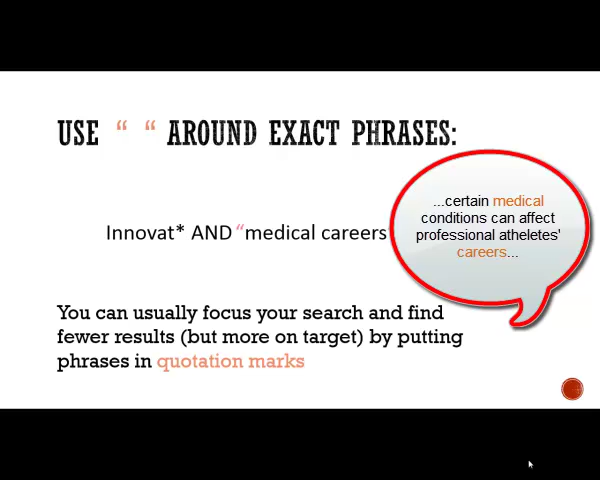 USE “ “ AROUND EXACT PHRASES:
Innovat* AND “medical careers"
...certain medical
conditions can affect
professional atheletes'
careers...
You can usually focus your search and find
fewer results (but more on target) by putting
phrases in quotation marks